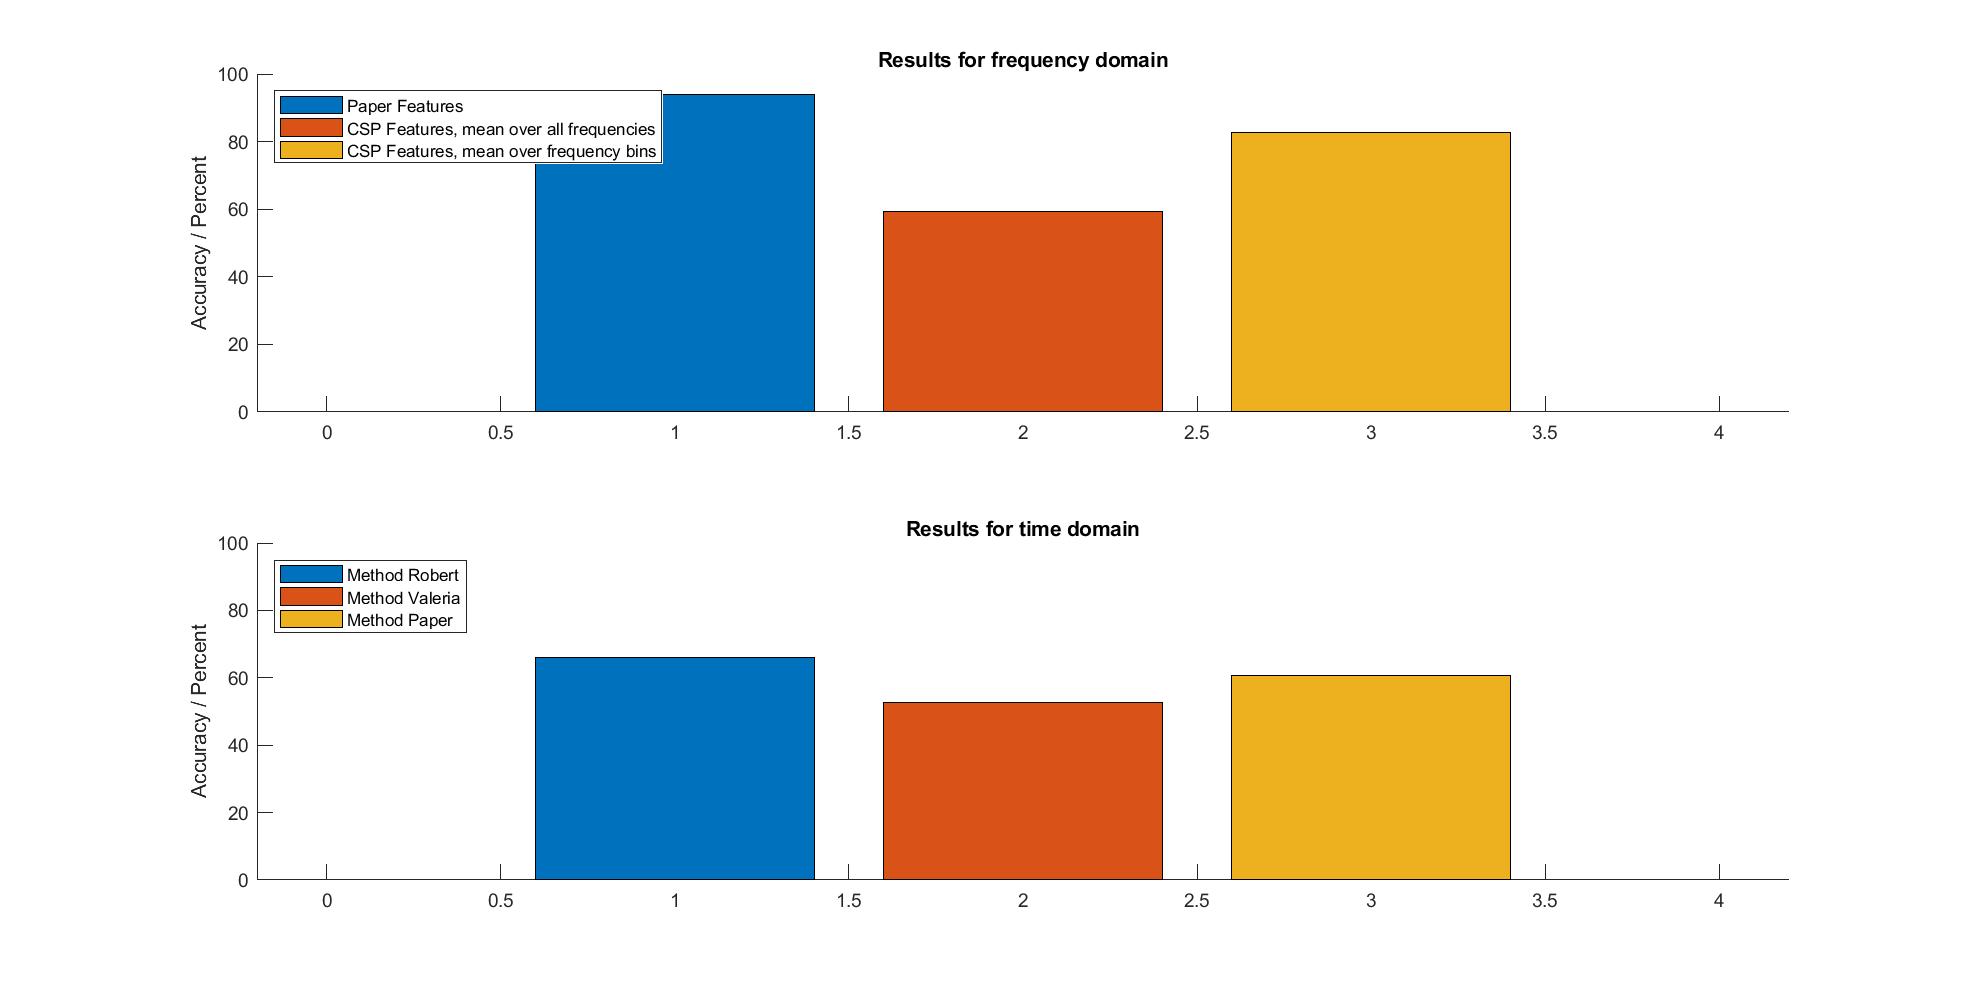 Results for frequency domain
100
80
60
40
20
0
Accuracy / Percent
Paper Features
CSP Features, mean over all frequencies
CSP Features, mean over frequency bins
0 0.5 1 1.5 2 2.5 3 3.5 4
Results for time domain
100
80
60
40
20
0
Accuracy / Percent
Method Robert
Method Valeria
Method Paper
0 0.5 1 1.5 2 2.5 3 3.5 4